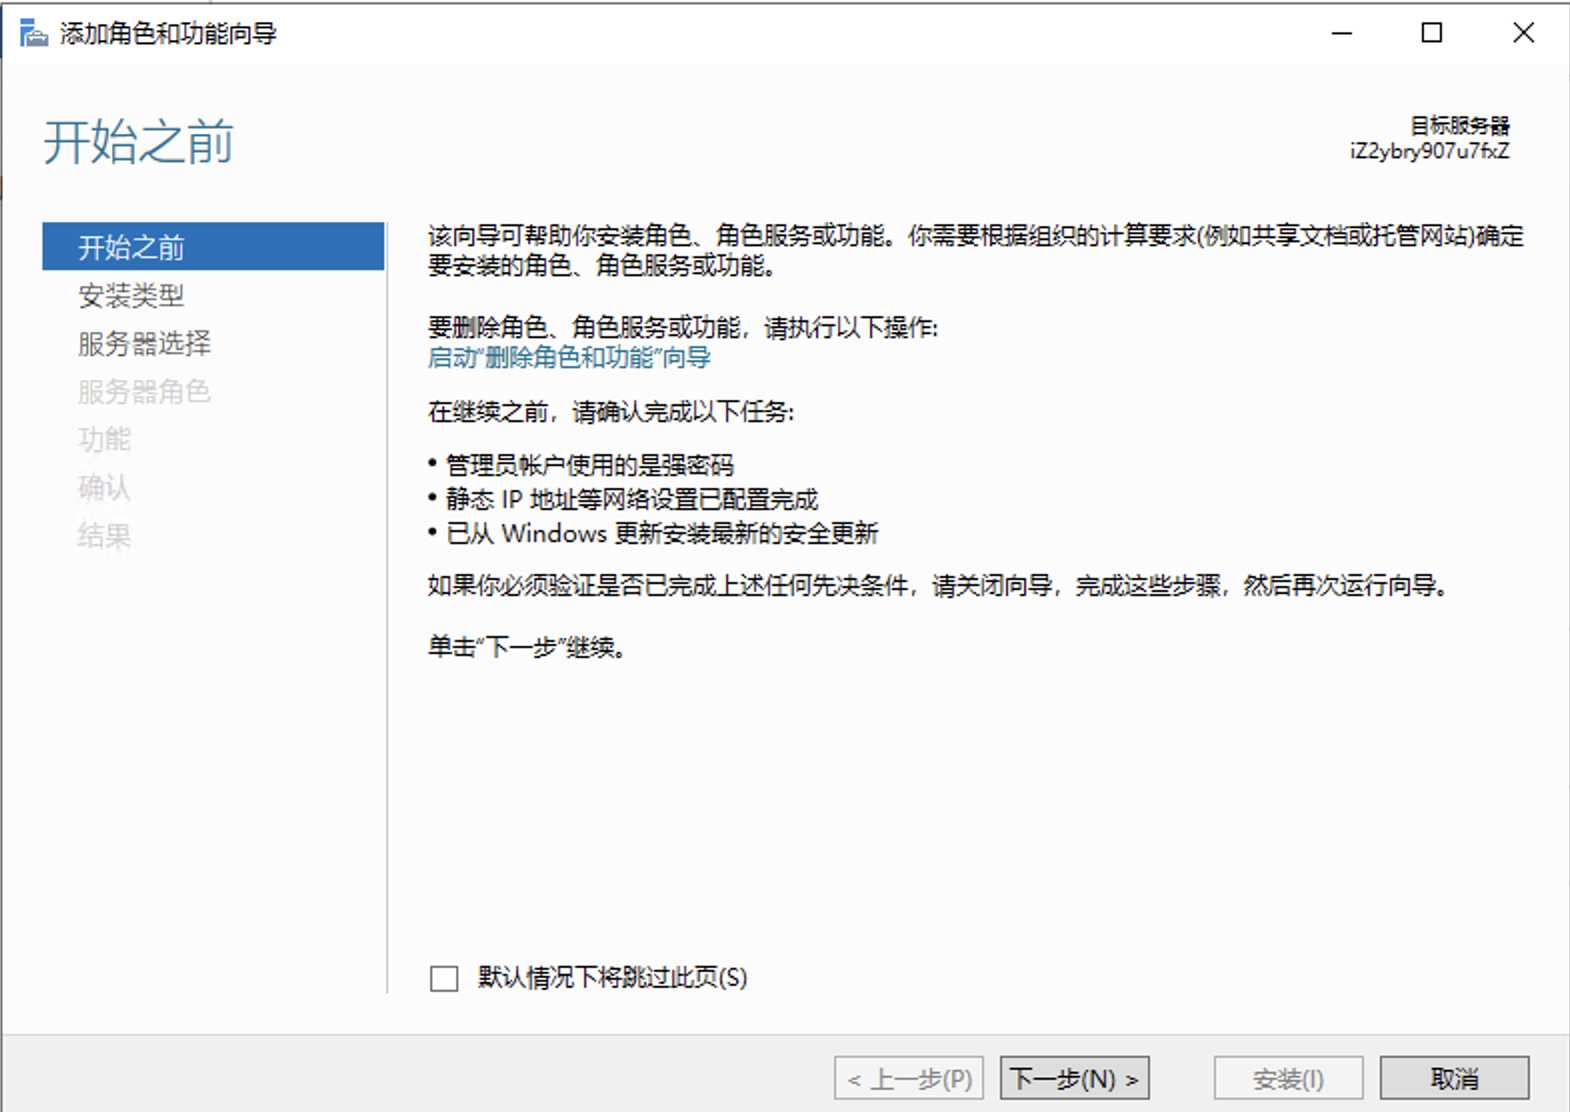 添加角色和功能向导
开始之前
目标服务器
iZ2ybry907u7fxZ
开始之前
安装类型
服务器选择
服务器角色
功能
确认
结果
该向导可帮助你安装角色、角色服务或功能。你需要根据组织的计算要求(例如共享文档或托管网站)确定
要安装的角色、角色服务或功能。
要删除角色、角色服务或功能，请执行以下操作:
启动“删除角色和功能”向导
在继续之前，请确认完成以下任务:
• 管理员帐户使用的是强密码
• 静态 IP 地址等网络设置已配置完成
• 已从 Windows 更新安装最新的安全更新
如果你必须验证是否已完成上述任何先决条件，请关闭向导，完成这些步骤，然后再次运行向导。
单击“下一步”继续。
默认情况下将跳过此页(S)
< 上一步(P)
下一步(N) >
安装(I)
取消